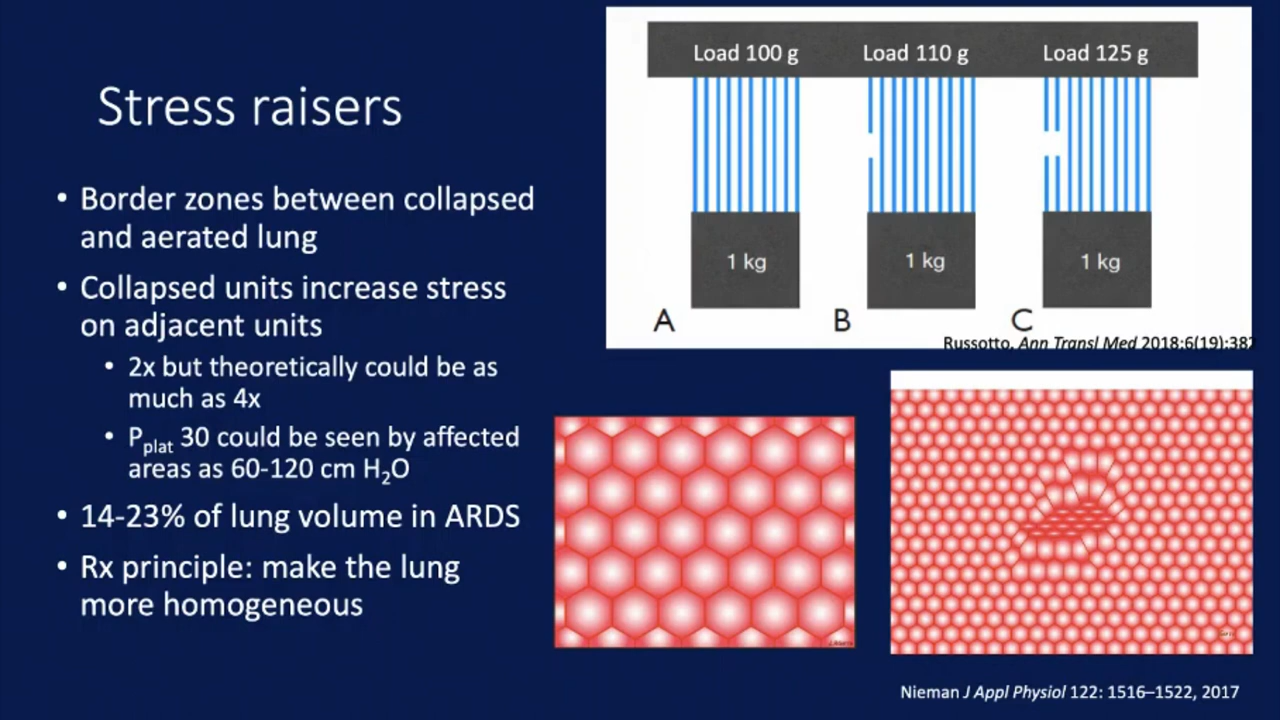 Stress raisers
• Border zones between collapsed
and aerated lung
• Collapsed units increase stress
on adjacent units
• 2x but theoretically could be as
much as 4x
• Pplat 30 could be seen by affected
areas as 60-120 cm H2O
• 14-23% of lung volume in ARDS
• Rx principle: make the lung
more homogeneous
Load 100 g
Load 110 g
Load 125 g
1 kg
1 kg
1 kg
A
B
C
Russotto, Ann Transl Med 2018;6(19):382
Nieman J Appl Physiol 122: 1516–1522, 2017